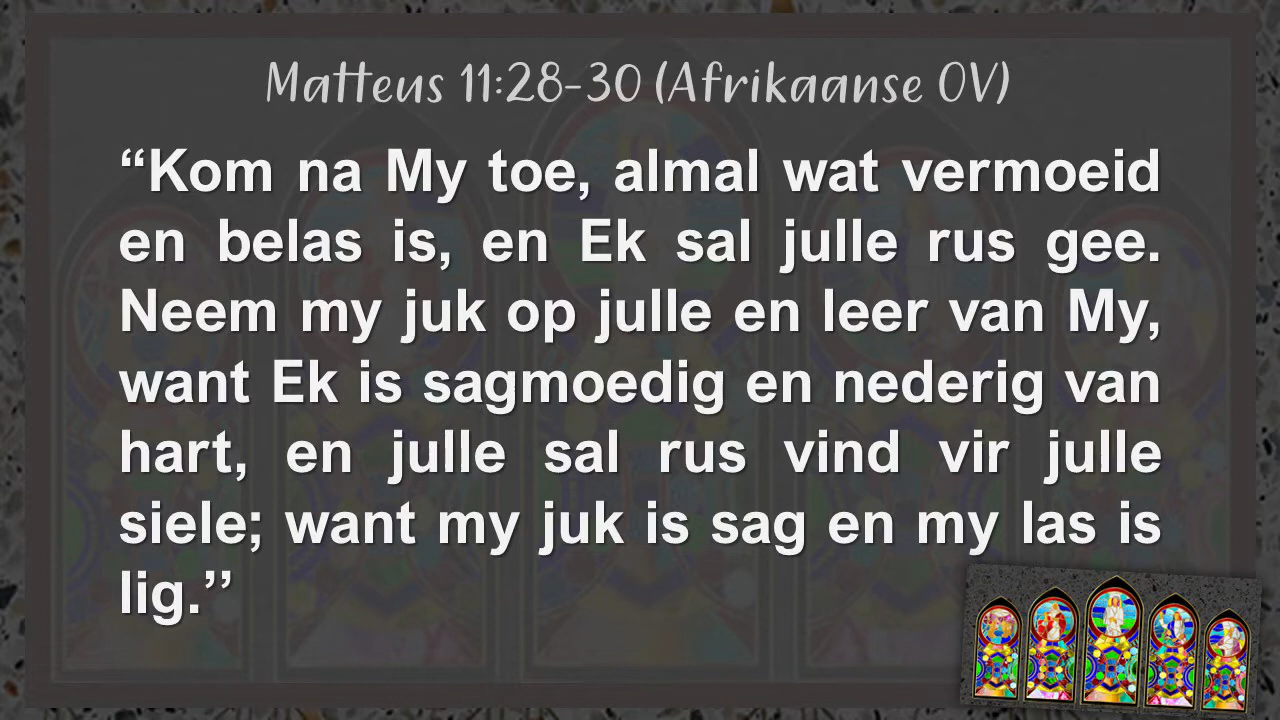 Matteus 11:28-30 (Afrikaanse OV)
“Kom na My toe, almal wat vermoeid
en belas is, en Ek sal julle rus gee.
Neem my juk op julle en leer van My,
want Ek is sagmoedig en nederig van
hart, en julle sal rus vind vir julle
siele; want my juk is sag en my las is
lig.’’